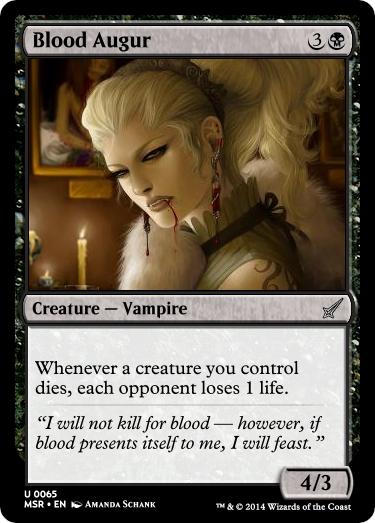 Blood Augur 3
Creature — Vampire
Whenever a creature you control
dies, each opponent loses 1 life.
“I will not kill for blood — however, if
blood presents itself to me, I will feast.”
4/3
U 0065
MSR • EN AMANDA SCHANK ™ & © 2014 Wizards of the Coast